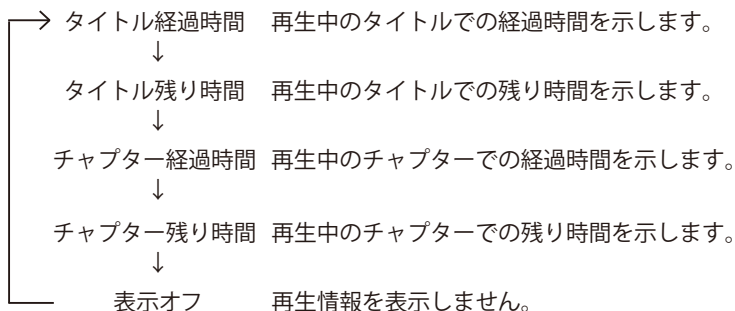 タイトル経過時間 再生中のタイトルでの経過時間を示します。
↓
タイトル残り時間 再生中のタイトルでの残り時間を示します。
↓
チャプター経過時間 再生中のチャプターでの経過時間を示します。
↓
チャプター残り時間 再生中のチャプターでの残り時間を示します。
↓
表示オフ 再生情報を表示しません。